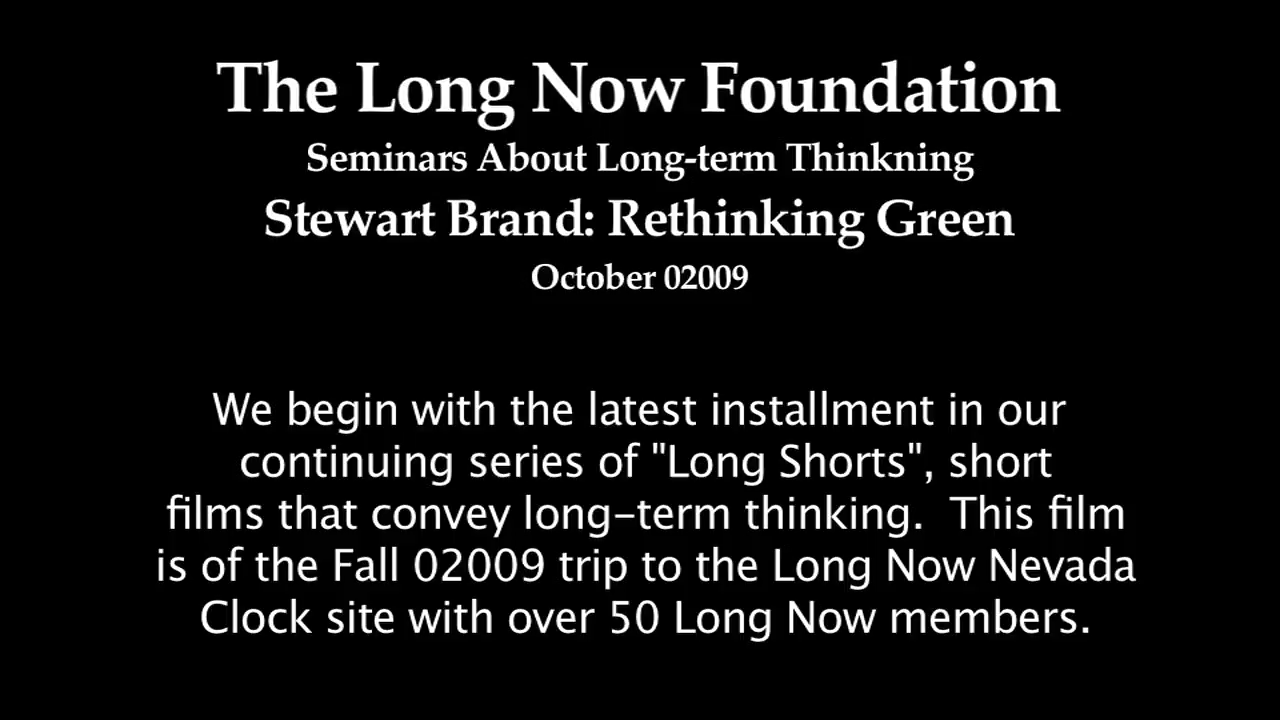 The Long Now Foundation
Seminars About Long-term Thinkning
Stewart Brand: Rethinking Green
October 02009
We begin with the latest installment in our
continuing series of "Long Shorts", short
films that convey long-term thinking.  This film
is of the Fall 02009 trip to the Long Now Nevada
Clock site with over 50 Long Now members.